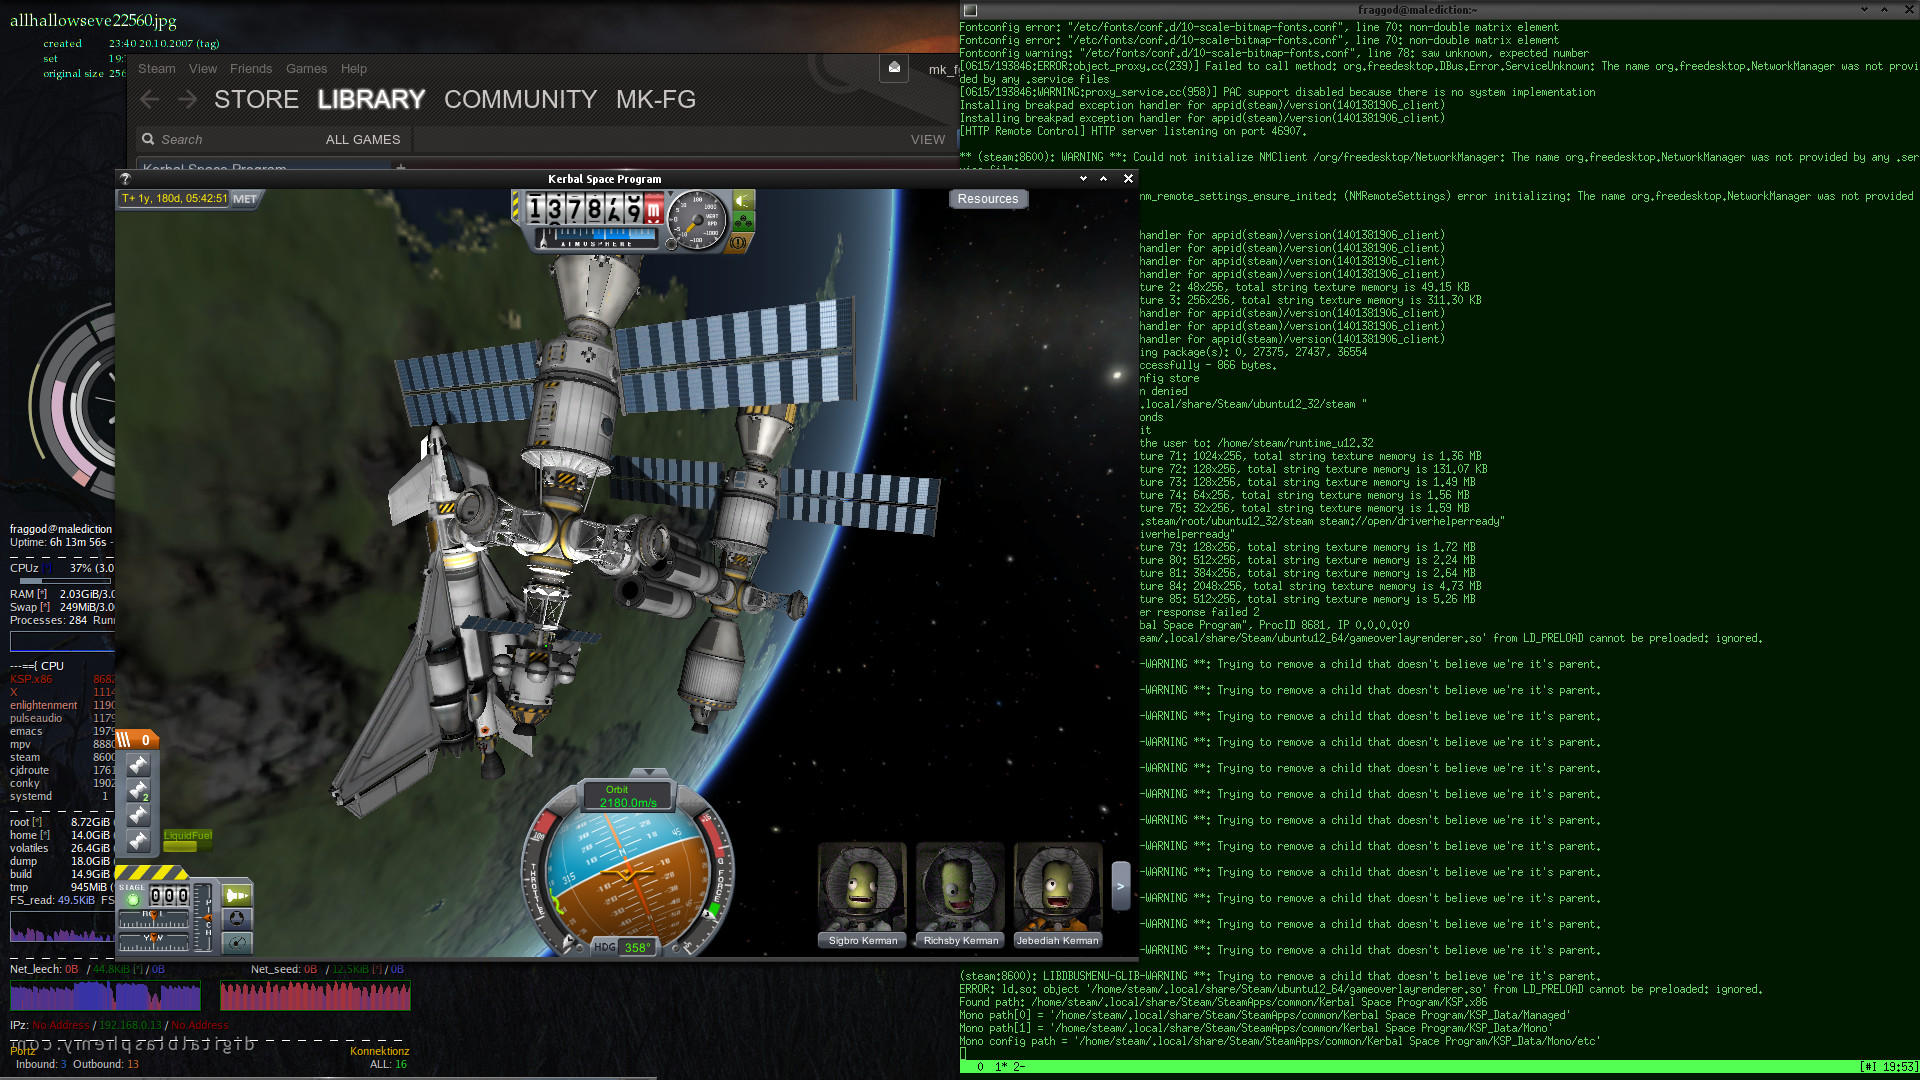 allhallowseve22560.jpg
created 23:40 20.10.2007 (tag)
set 19:
original size 256
Steam View Friends Games Help
mk_f
STORE LIBRARY COMMUNITY MK-FG
Search ALL GAMES VIEW
Kerbal Space Program +
Kerbal Space Program
T+ 1y, 180d, 05:42:51 MET
ATMOSPHERE
Resources
fraggod@malediction
Uptime: 6h 13m 56s -
CPUz 37% (3.0
RAM [*] 2.03GiB/3.0
Swap [*] 249MiB/3.0
Processes: 284 Runn
---=={ CPU
KSP.x86 8682
X 1114
enlightenment 1190
pulseaudio 1179
emacs 1979
mpv 8880
steam 8600
cjdroute 1761
conky 1902
systemd 1
root [*] 8.72GiB
home [*] 14.0GiB
volatiles 26.4GiB
dump 18.0GiB
build 14.9GiB
tmp 945MiB
FS_read: 49.5KiB FS
0
2
LiquidFuel
STAGE 000
ROLL
YAW
PITCH
Orbit
2180.0m/s
THROTTLE
G FORCE
HDG 358°
Sigbro Kerman
Richsby Kerman
Jebediah Kerman
>
Net_leech: 0B / 44.8KiB [*] / 0B Net_seed: 0B / 12.5KiB [*] / 0B
IPz: No Address / 192.168.0.13 / No Address
digitalblasphemy.com
Portz Konnektionz
Inbound: 3 Outbound: 13 ALL: 16
fraggod@malediction:~
Fontconfig error: "/etc/fonts/conf.d/10-scale-bitmap-fonts.conf", line 70: non-double matrix element
Fontconfig error: "/etc/fonts/conf.d/10-scale-bitmap-fonts.conf", line 70: non-double matrix element
Fontconfig warning: "/etc/fonts/conf.d/10-scale-bitmap-fonts.conf", line 78: saw unknown, expected number
[0615/193846:ERROR:object_proxy.cc(239)] Failed to call method: org.freedesktop.DBus.Error.ServiceUnknown: The name org.freedesktop.NetworkManager was not provi
ded by any .service files
[0615/193846:WARNING:proxy_service.cc(958)] PAC support disabled because there is no system implementation
Installing breakpad exception handler for appid(steam)/version(1401381906_client)
Installing breakpad exception handler for appid(steam)/version(1401381906_client)
[HTTP Remote Control] HTTP server listening on port 46907.
** (steam:8600): WARNING **: Could not initialize NMClient /org/freedesktop/NetworkManager: The name org.freedesktop.NetworkManager was not provided by any .ser
vice files
nm_remote_settings_ensure_inited: (NMRemoteSettings) error initializing: The name org.freedesktop.NetworkManager was not provided
handler for appid(steam)/version(1401381906_client)
handler for appid(steam)/version(1401381906_client)
handler for appid(steam)/version(1401381906_client)
handler for appid(steam)/version(1401381906_client)
ture 2: 48x256, total string texture memory is 49.15 KB
ture 3: 256x256, total string texture memory is 311.30 KB
handler for appid(steam)/version(1401381906_client)
handler for appid(steam)/version(1401381906_client)
handler for appid(steam)/version(1401381906_client)
ing package(s): 0, 27375, 27437, 36554
ccessfully - 866 bytes.
nfig store
n denied
.local/share/Steam/ubuntu12_32/steam "
onds
it
the user to: /home/steam/runtime_u12.32
ture 71: 1024x256, total string texture memory is 1.36 MB
ture 72: 128x256, total string texture memory is 131.07 KB
ture 73: 128x256, total string texture memory is 1.49 MB
ture 74: 64x256, total string texture memory is 1.56 MB
ture 75: 32x256, total string texture memory is 1.59 MB
.steam/root/ubuntu12_32/steam steam://open/driverhelperready"
iverhelperready"
ture 79: 128x256, total string texture memory is 1.72 MB
ture 80: 512x256, total string texture memory is 2.24 MB
ture 81: 384x256, total string texture memory is 2.64 MB
ture 84: 2048x256, total string texture memory is 4.73 MB
ture 85: 512x256, total string texture memory is 5.26 MB
er response failed 2
bal Space Program", ProcID 8681, IP 0.0.0.0:0
eam/.local/share/Steam/ubuntu12_64/gameoverlayrenderer.so' from LD_PRELOAD cannot be preloaded: ignored.
-WARNING **: Trying to remove a child that doesn't believe we're it's parent.
-WARNING **: Trying to remove a child that doesn't believe we're it's parent.
-WARNING **: Trying to remove a child that doesn't believe we're it's parent.
-WARNING **: Trying to remove a child that doesn't believe we're it's parent.
-WARNING **: Trying to remove a child that doesn't believe we're it's parent.
-WARNING **: Trying to remove a child that doesn't believe we're it's parent.
-WARNING **: Trying to remove a child that doesn't believe we're it's parent.
-WARNING **: Trying to remove a child that doesn't believe we're it's parent.
-WARNING **: Trying to remove a child that doesn't believe we're it's parent.
-WARNING **: Trying to remove a child that doesn't believe we're it's parent.
-WARNING **: Trying to remove a child that doesn't believe we're it's parent.
-WARNING **: Trying to remove a child that doesn't believe we're it's parent.
(steam:8600): LIBDBUSMENU-GLIB-WARNING **: Trying to remove a child that doesn't believe we're it's parent.
ERROR: ld.so: object '/home/steam/.local/share/Steam/ubuntu12_64/gameoverlayrenderer.so' from LD_PRELOAD cannot be preloaded: ignored.
Found path: /home/steam/.local/share/Steam/SteamApps/common/Kerbal Space Program/KSP.x86
Mono path[0] = '/home/steam/.local/share/Steam/SteamApps/common/Kerbal Space Program/KSP_Data/Managed'
Mono path[1] = '/home/steam/.local/share/Steam/SteamApps/common/Kerbal Space Program/KSP_Data/Mono'
Mono config path = '/home/steam/.local/share/Steam/SteamApps/common/Kerbal Space Program/KSP_Data/Mono/etc'
0 1* 2- [#I 19:53]